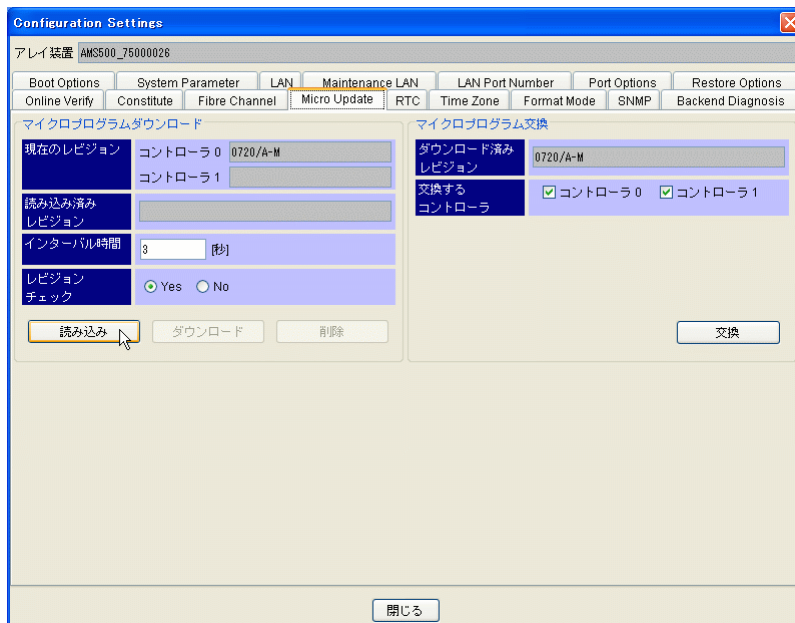 Configuration Settings
アレイ装置 AMS500_75000026
Boot Options System Parameter LAN Maintenance LAN LAN Port Number Port Options Restore Options
Online Verify Constitute Fibre Channel Micro Update RTC Time Zone Format Mode SNMP Backend Diagnosis
マイクロプログラムダウンロード
現在のレビジョン コントローラ 0 0720/A-M
コントローラ 1
読み込み済み
レビジョン
インターバル時間 3 [秒]
レビジョン
チェック Yes No
読み込み ダウンロード 削除
マイクロプログラム交換
ダウンロード済み
レビジョン 0720/A-M
交換する
コントローラ コントローラ 0 コントローラ 1
交換
閉じる